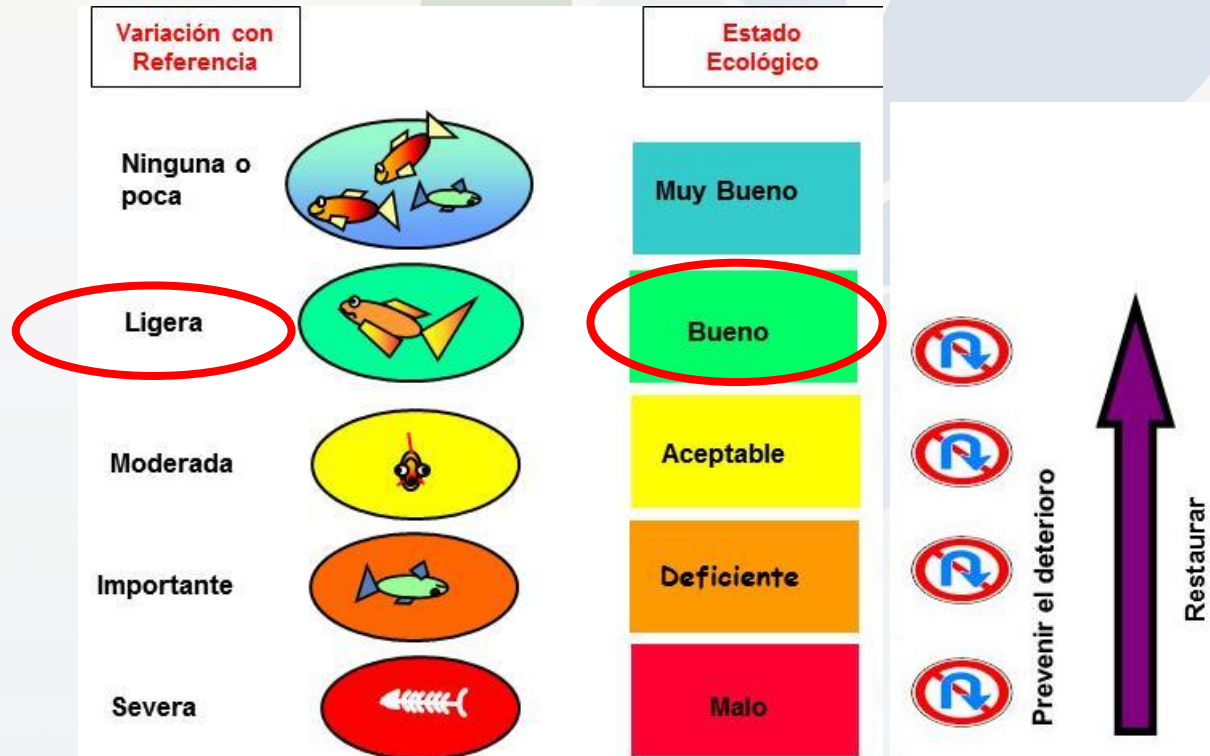 Variación con
Referencia
Estado
Ecológico
Ninguna o
poca
Muy Bueno
Ligera
Bueno
Moderada
Aceptable
Importante
Deficiente
Severa
Malo
Prevenir el deterioro
Restaurar